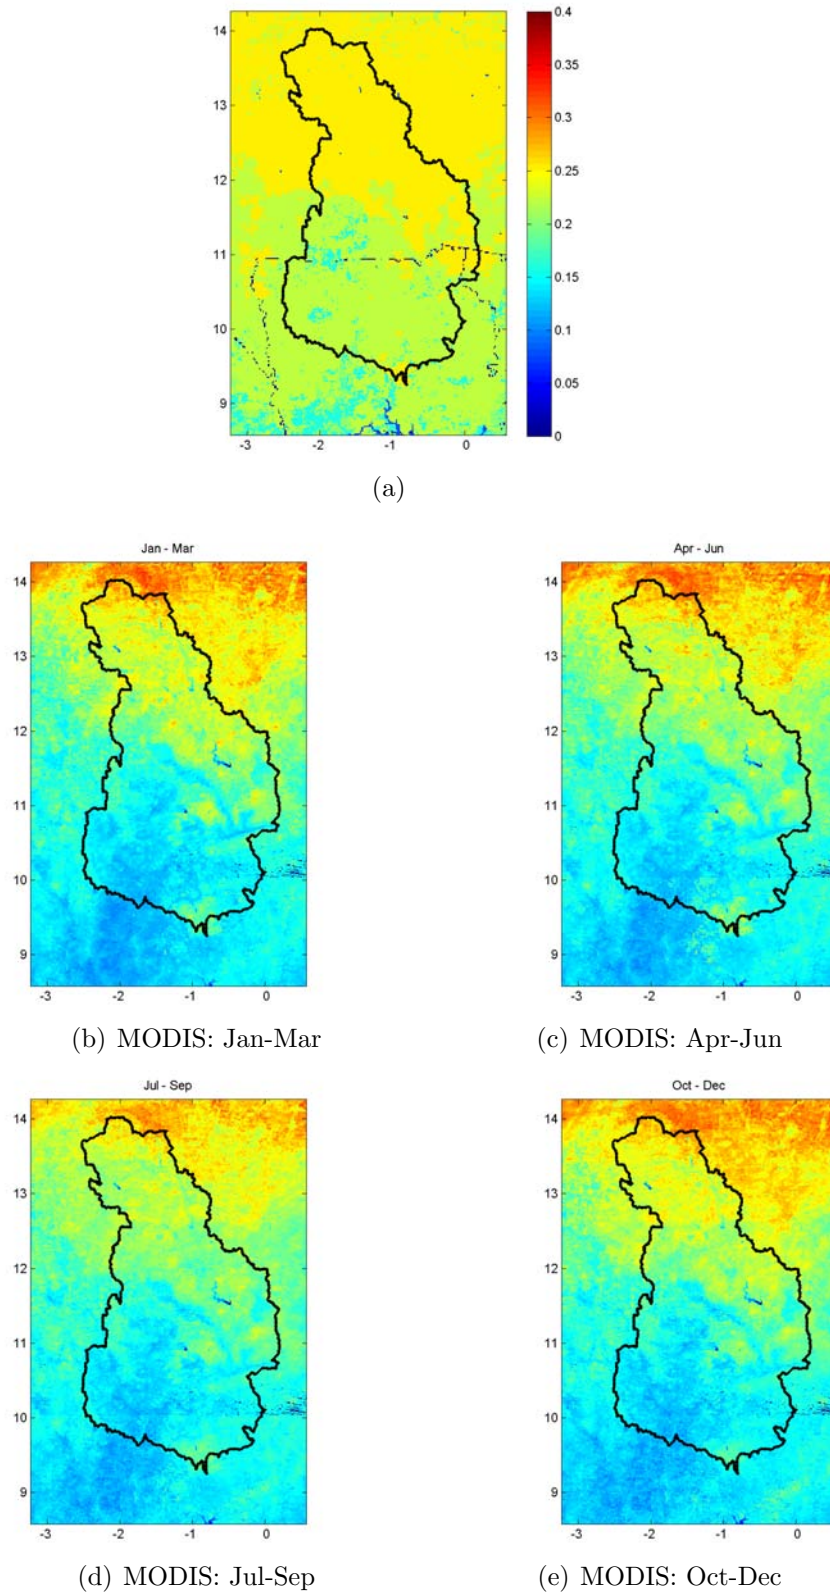 14
13
12
11
10
9
-3 -2 -1 0
0.4
0.35
0.3
0.25
0.2
0.15
0.1
0.05
0
(a)
Jan - Mar
14
13
12
11
10
9
-3 -2 -1 0
(b) MODIS: Jan-Mar
Apr - Jun
14
13
12
11
10
9
-3 -2 -1 0
(c) MODIS: Apr-Jun
Jul - Sep
14
13
12
11
10
9
-3 -2 -1 0
(d) MODIS: Jul-Sep
Oct - Dec
14
13
12
11
10
9
-3 -2 -1 0
(e) MODIS: Oct-Dec